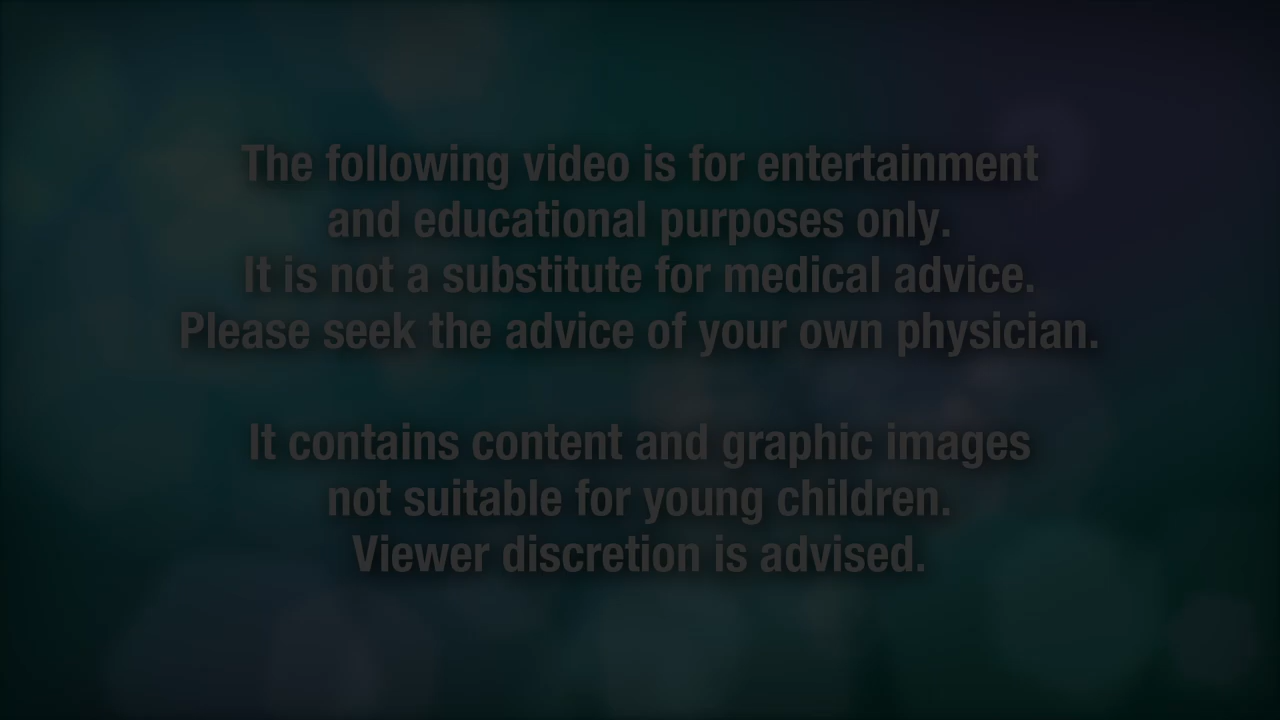 The following video is for entertainment
and educational purposes only.
It is not a substitute for medical advice.
Please seek the advice of your own physician.
It contains content and graphic images
not suitable for young children.
Viewer discretion is advised.